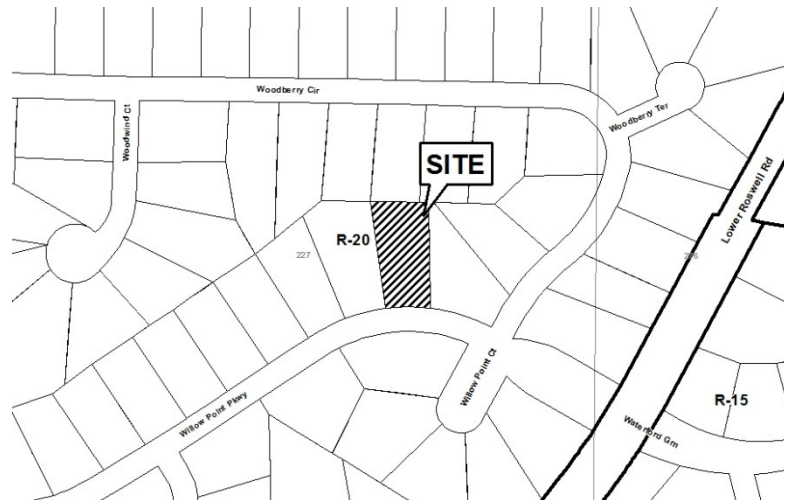 Woodberry Cir
Woodwind Ct
Woodberry Ter
SITE
Lower Roswell Rd
R-20
227
Willow Point Ct
Willow Point Pkwy
R-15
Waterford Grn